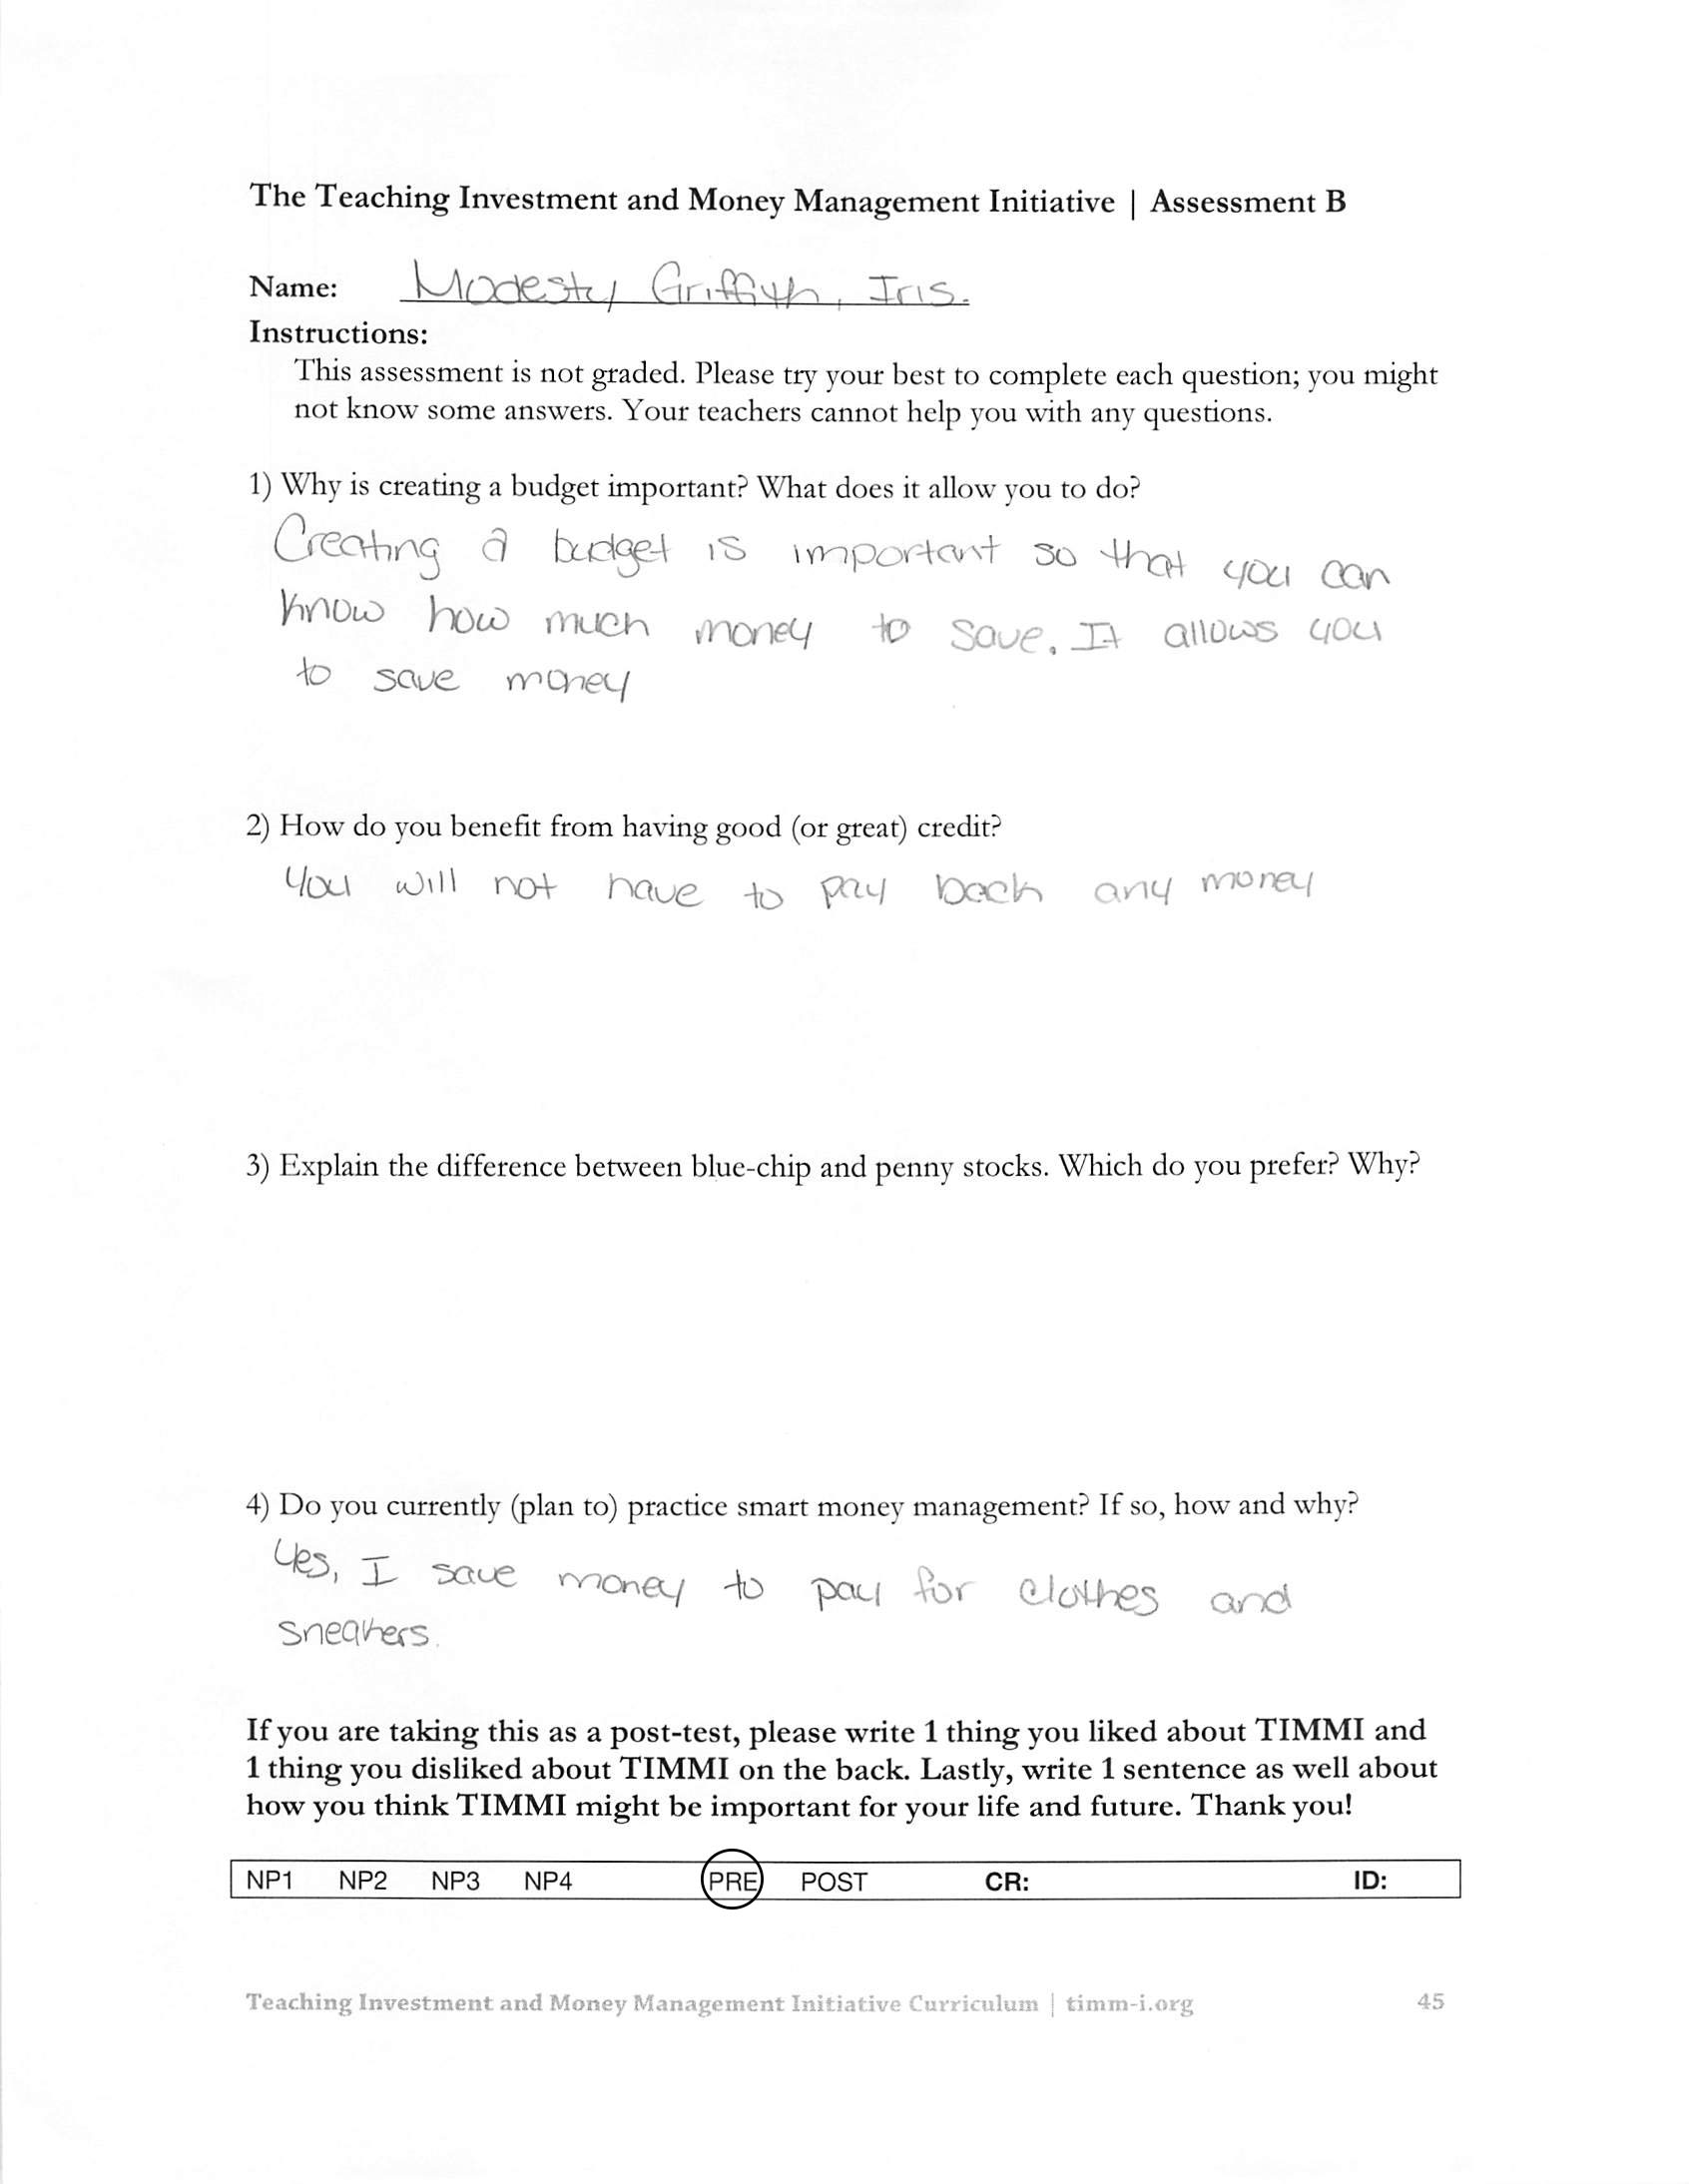 The Teaching Investment and Money Management Initiative | Assessment B
Name: Modesty Griffith, Iris.
Instructions:
This assessment is not graded. Please try your best to complete each question; you might
not know some answers. Your teachers cannot help you with any questions.
1) Why is creating a budget important? What does it allow you to do?
Creating a budget is important so that you can
know how much money to save. It allows you
to save money
2) How do you benefit from having good (or great) credit?
You will not have to pay back any money
3) Explain the difference between blue-chip and penny stocks. Which do you prefer? Why?
4) Do you currently (plan to) practice smart money management? If so, how and why?
Yes, I save money to pay for clothes and
sneakers.
If you are taking this as a post-test, please write 1 thing you liked about TIMMI and
1 thing you disliked about TIMMI on the back. Lastly, write 1 sentence as well about
how you think TIMMI might be important for your life and future. Thank you!
NP1 NP2 NP3 NP4 PRE POST CR: ID:
Teaching Investment and Money Management Initiative Curriculum | timm-i.org 45